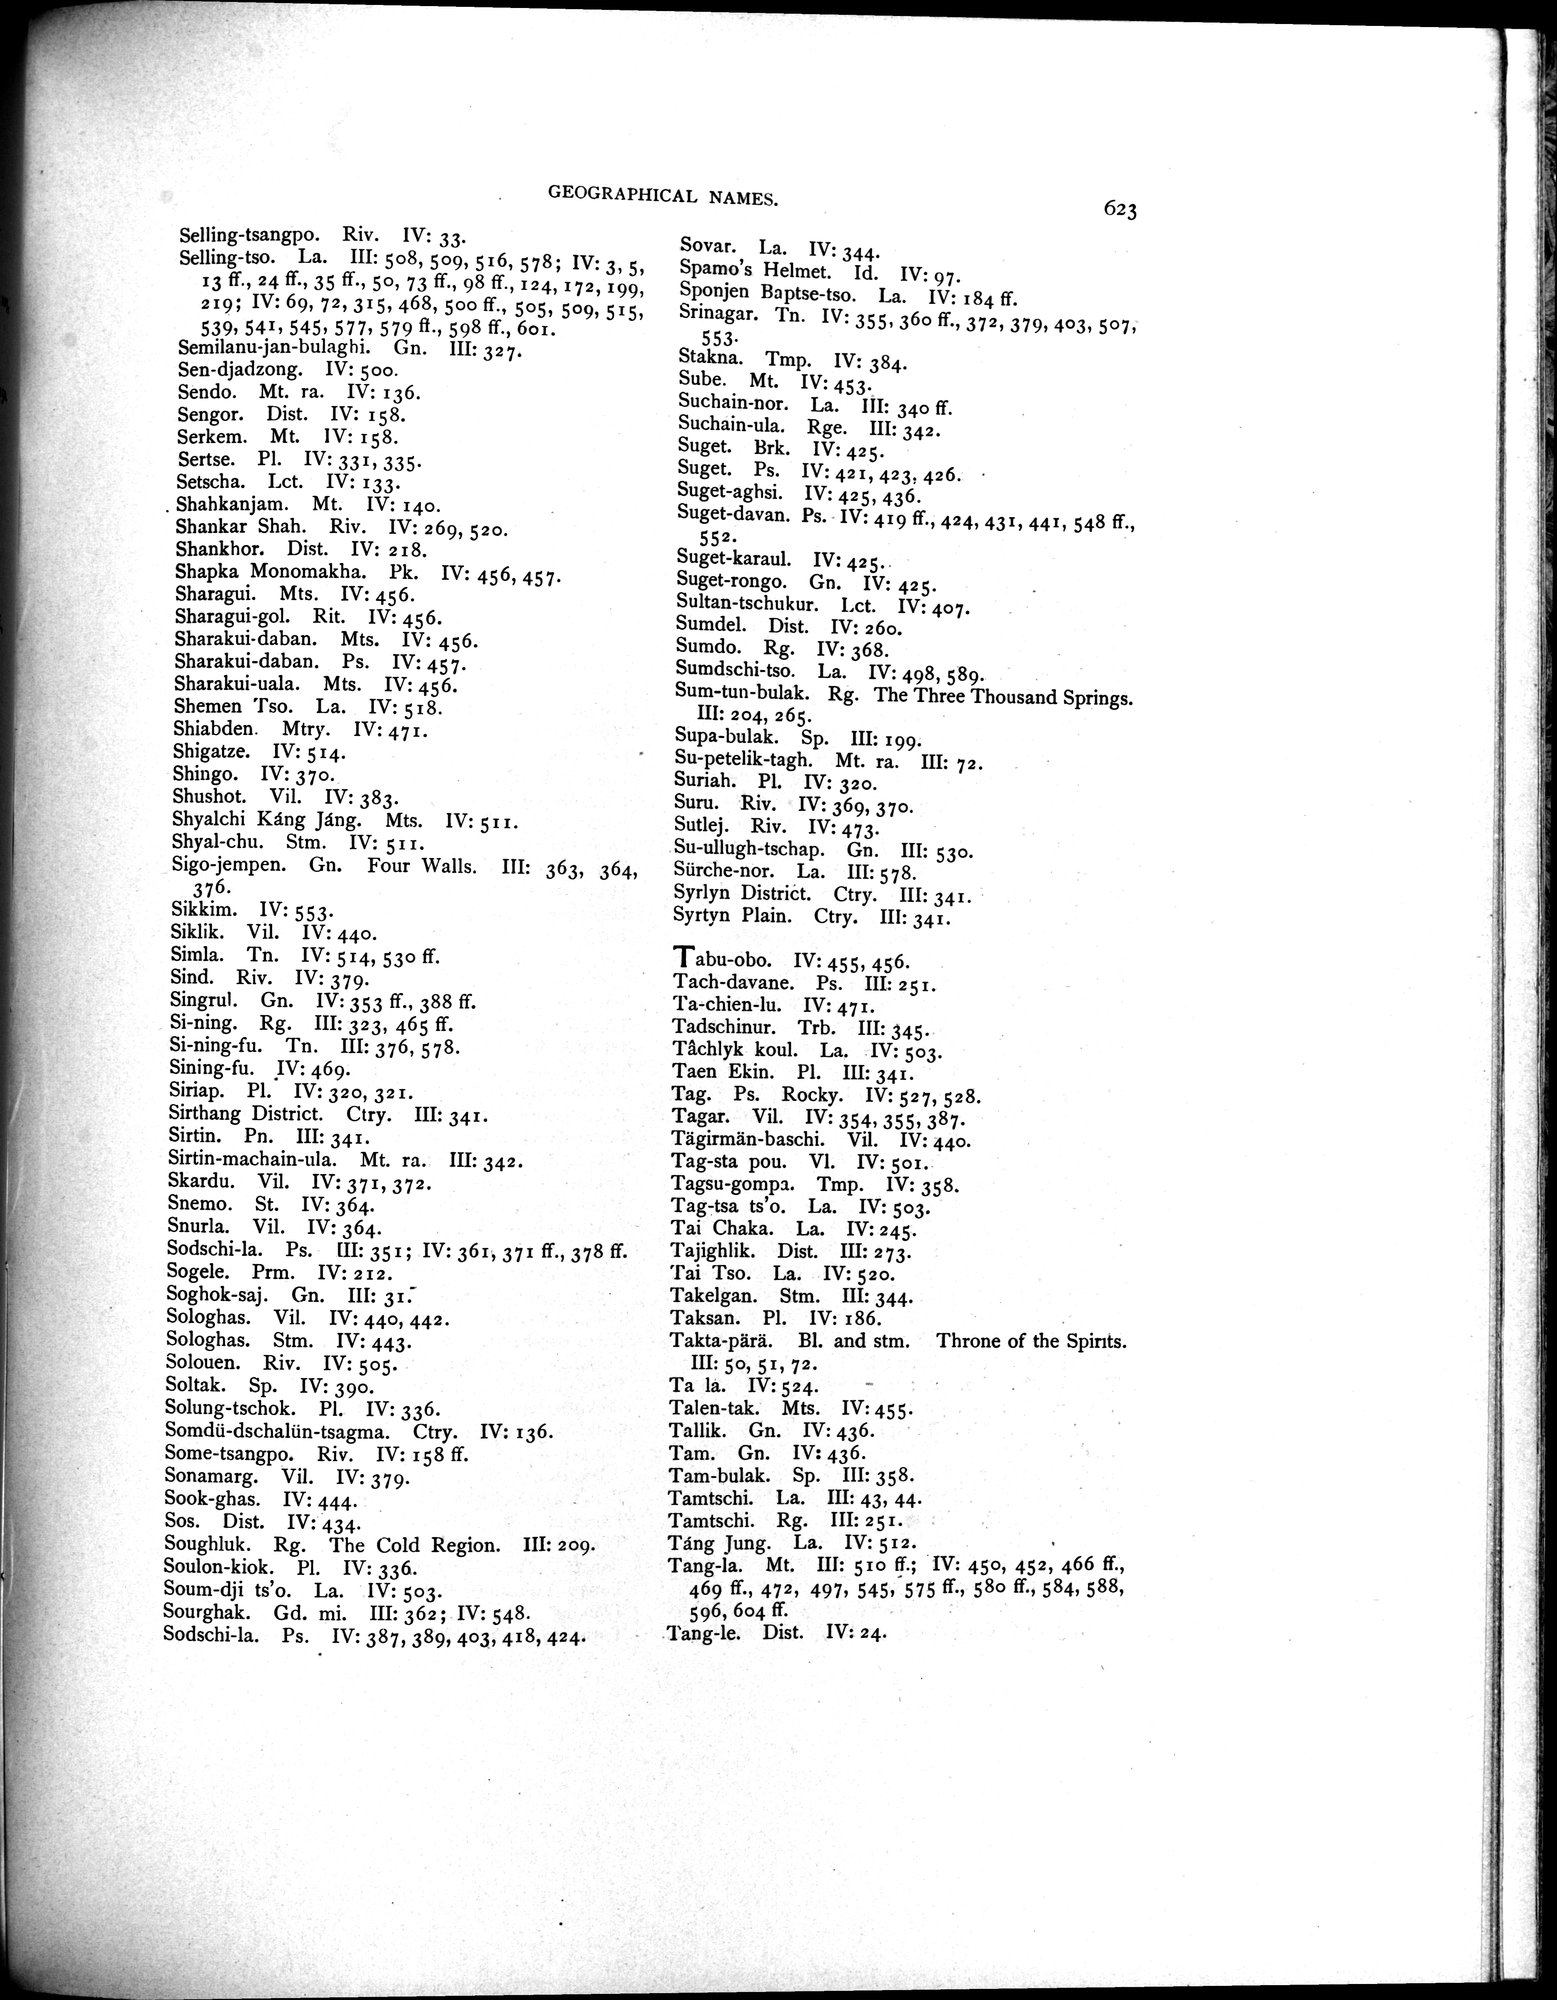 GEOGRAPHICAL NAMES.
623
Selling-tsangpo. Riv. IV: 33.
Selling-tso. La. III: 508, 509, 516, 578; IV: 3, 5,
13 ff., 24 ff., 35 ff., 50, 73 ff., 98 ff., 124, 172, 199,
219; IV: 69, 72, 315, 468, 500 ff., 505, 509, 515,
539, 541, 545, 577, 579 ff., 598 ff., 601.
Semilanu-jan-bulaghi. Gn. III: 327.
Sen-djadzong. IV: 500.
Sendo. Mt. ra. IV: 136.
Sengor. Dist. IV: 158.
Serkem. Mt. IV: 158.
Sertse. Pl. IV: 331, 335.
Setscha. Lct. IV: 133.
Shahkanjam. Mt. IV: 140.
Shankar Shah. Riv. IV: 269, 520.
Shankhor. Dist. IV: 218.
Shapka Monomakha. Pk. IV: 456, 457.
Sharagui. Mts. IV: 456.
Sharagui-gol. Rit. IV: 456.
Sharakui-daban. Mts. IV: 456.
Sharakui-daban. Ps. IV: 457.
Sharakui-uala. Mts. IV: 456.
Shemen Tso. La. IV: 518.
Shiabden. Mtry. IV: 471.
Shigatze. IV: 514.
Shingo. IV: 370.
Shushot. Vil. IV: 383.
Shyalchi Káng Jáng. Mts. IV: 511.
Shyal-chu. Stm. IV: 511.
Sigo-jempen. Gn. Four Walls. III: 363, 364,
376.
Sikkim. IV: 553.
Siklik. Vil. IV: 440.
Simla. Tn. IV: 514, 530 ff.
Sind. Riv. IV: 379.
Singrul. Gn. IV: 353 ff., 388 ff.
Si-ning. Rg. III: 323, 465 ff.
Si-ning-fu. Tn. III: 376, 578.
Sining-fu. IV: 469.
Siriap. Pl. IV: 320, 321.
Sirthang District. Ctry. III: 341.
Sirtin. Pn. III: 341.
Sirtin-machain-ula. Mt. ra. III: 342.
Skardu. Vil. IV: 371, 372.
Snemo. St. IV: 364.
Snurla. Vil. IV: 364.
Sodschi-la. Ps. III: 351; IV: 361, 371 ff., 378 ff.
Sogele. Prm. IV: 212.
Soghok-saj. Gn. III: 31.
Sologhas. Vil. IV: 440, 442.
Sologhas. Stm. IV: 443.
Solouen. Riv. IV: 505.
Soltak. Sp. IV: 390.
Solung-tschok. Pl. IV: 336.
Somdü-dschalün-tsagma. Ctry. IV: 136.
Some-tsangpo. Riv. IV: 158 ff.
Sonamarg. Vil. IV: 379.
Sook-ghas. IV: 444.
Sos. Dist. IV: 434.
Soughluk. Rg. The Cold Region. III: 209.
Soulon-kiok. Pl. IV: 336.
Soum-dji ts'o. La. IV: 503.
Sourghak. Gd. mi. III: 362; IV: 548.
Sodschi-la. Ps. IV: 387, 389, 403, 418, 424.
Sovar. La. IV: 344.
Spamo's Helmet. Id. IV: 97.
Sponjen Baptse-tso. La. IV: 184 ff.
Srinagar. Tn. IV: 355, 360 ff., 372, 379, 403, 507,
553.
Stakna. Tmp. IV: 384.
Sube. Mt. IV: 453.
Suchain-nor. La. III: 340 ff.
Suchain-ula. Rge. III: 342.
Suget. Brk. IV: 425.
Suget. Ps. IV: 421, 423, 426.
Suget-aghsi. IV: 425, 436.
Suget-davan. Ps. IV: 419 ff., 424, 431, 441, 548 ff.,
552.
Suget-karaul. IV: 425.
Suget-rongo. Gn. IV: 425.
Sultan-tschukur. Lct. IV: 407.
Sumdel. Dist. IV: 260.
Sumdo. Rg. IV: 368.
Sumdschi-tso. La. IV: 498, 589.
Sum-tun-bulak. Rg. The Three Thousand Springs.
III: 204, 265.
Supa-bulak. Sp. III: 199.
Su-petelik-tagh. Mt. ra. III: 72.
Suriah. Pl. IV: 320.
Suru. Riv. IV: 369, 370.
Sutlej. Riv. IV: 473.
Su-ullugh-tschap. Gn. III: 530.
Sürche-nor. La. III: 578.
Syrlyn District. Ctry. III: 341.
Syrtyn Plain. Ctry. III: 341.
Tabu-obo. IV: 455, 456.
Tach-davane. Ps. III: 251.
Ta-chien-lu. IV: 471.
Tadschinur. Trb. III: 345.
Tâchlyk koul. La. IV: 503.
Taen Ekin. Pl. III: 341.
Tag. Ps. Rocky. IV: 527, 528.
Tagar. Vil. IV: 354, 355, 387.
Tägirmän-baschi. Vil. IV: 440.
Tag-sta pou. Vl. IV: 501.
Tagsu-gompa. Tmp. IV: 358.
Tag-tsa ts'o. La. IV: 503.
Tai Chaka. La. IV: 245.
Tajighlik. Dist. III: 273.
Tai Tso. La. IV: 520.
Takelgan. Stm. III: 344.
Taksan. Pl. IV: 186.
Takta-pärä. Bl. and stm. Throne of the Spirits.
III: 50, 51, 72.
Ta la. IV: 524.
Talen-tak. Mts. IV: 455.
Tallik. Gn. IV: 436.
Tam. Gn. IV: 436.
Tam-bulak. Sp. III: 358.
Tamtschi. La. III: 43, 44.
Tamtschi. Rg. III: 251.
Táng Jung. La. IV: 512.
Tang-la. Mt. III: 510 ff.; IV: 450, 452, 466 ff.,
469 ff., 472, 497, 545, 575 ff., 580 ff., 584, 588,
596, 604 ff.
Tang-le. Dist. IV: 24.